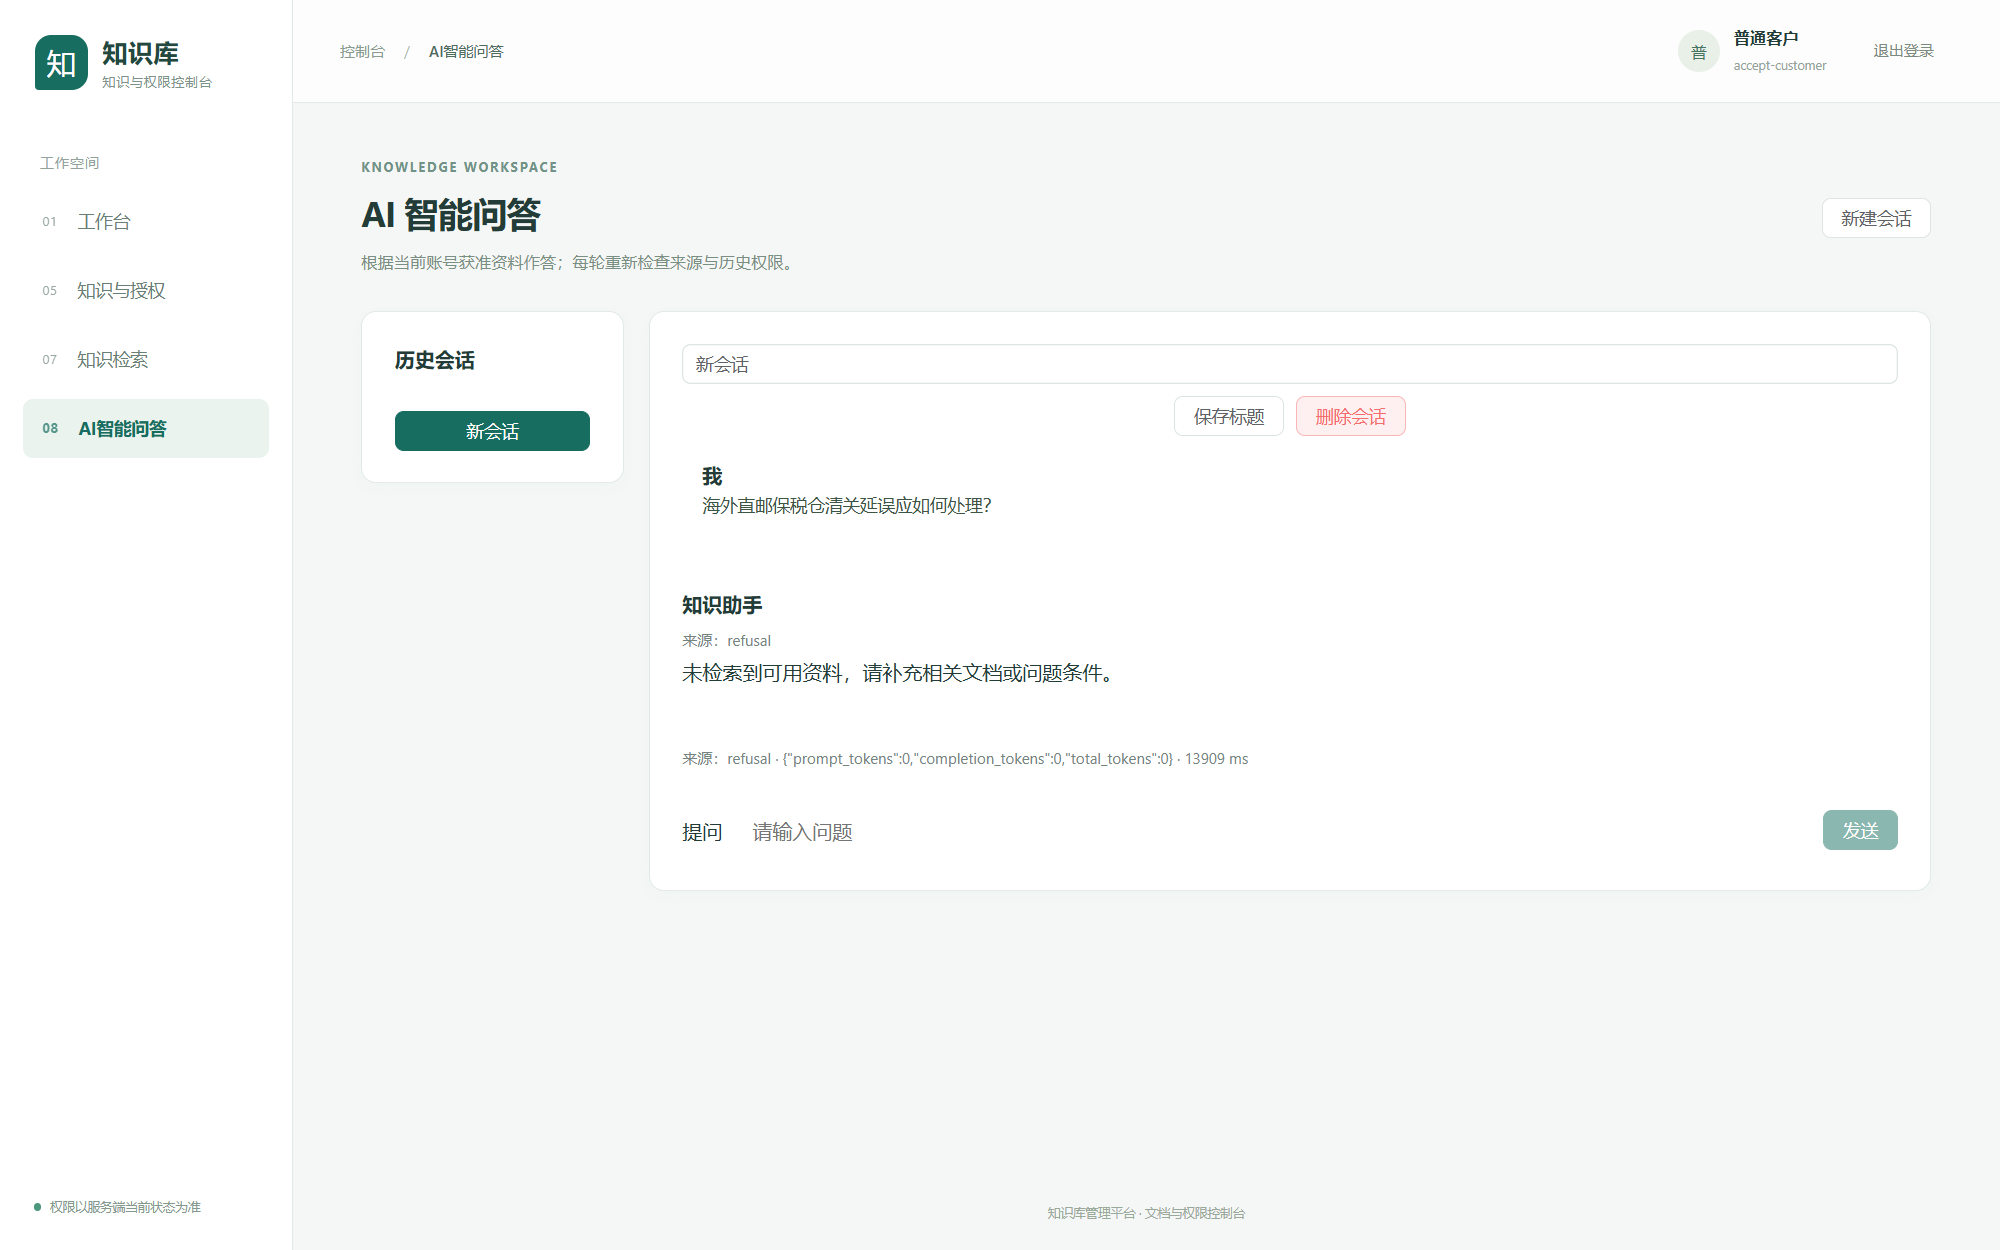 知
知识库
知识与权限控制台
工作空间
01 工作台
05 知识与授权
07 知识检索
08 AI智能问答
权限以服务端当前状态为准
控制台 / AI智能问答
普
普通客户
accept-customer
退出登录
KNOWLEDGE WORKSPACE
AI 智能问答
根据当前账号获准资料作答；每轮重新检查来源与历史权限。
新建会话
历史会话
新会话
新会话
保存标题
删除会话
我
海外直邮保税仓清关延误应如何处理？
知识助手
来源：refusal
未检索到可用资料，请补充相关文档或问题条件。
来源：refusal · {"prompt_tokens":0,"completion_tokens":0,"total_tokens":0} · 13909 ms
提问 请输入问题
发送
知识库管理平台 · 文档与权限控制台